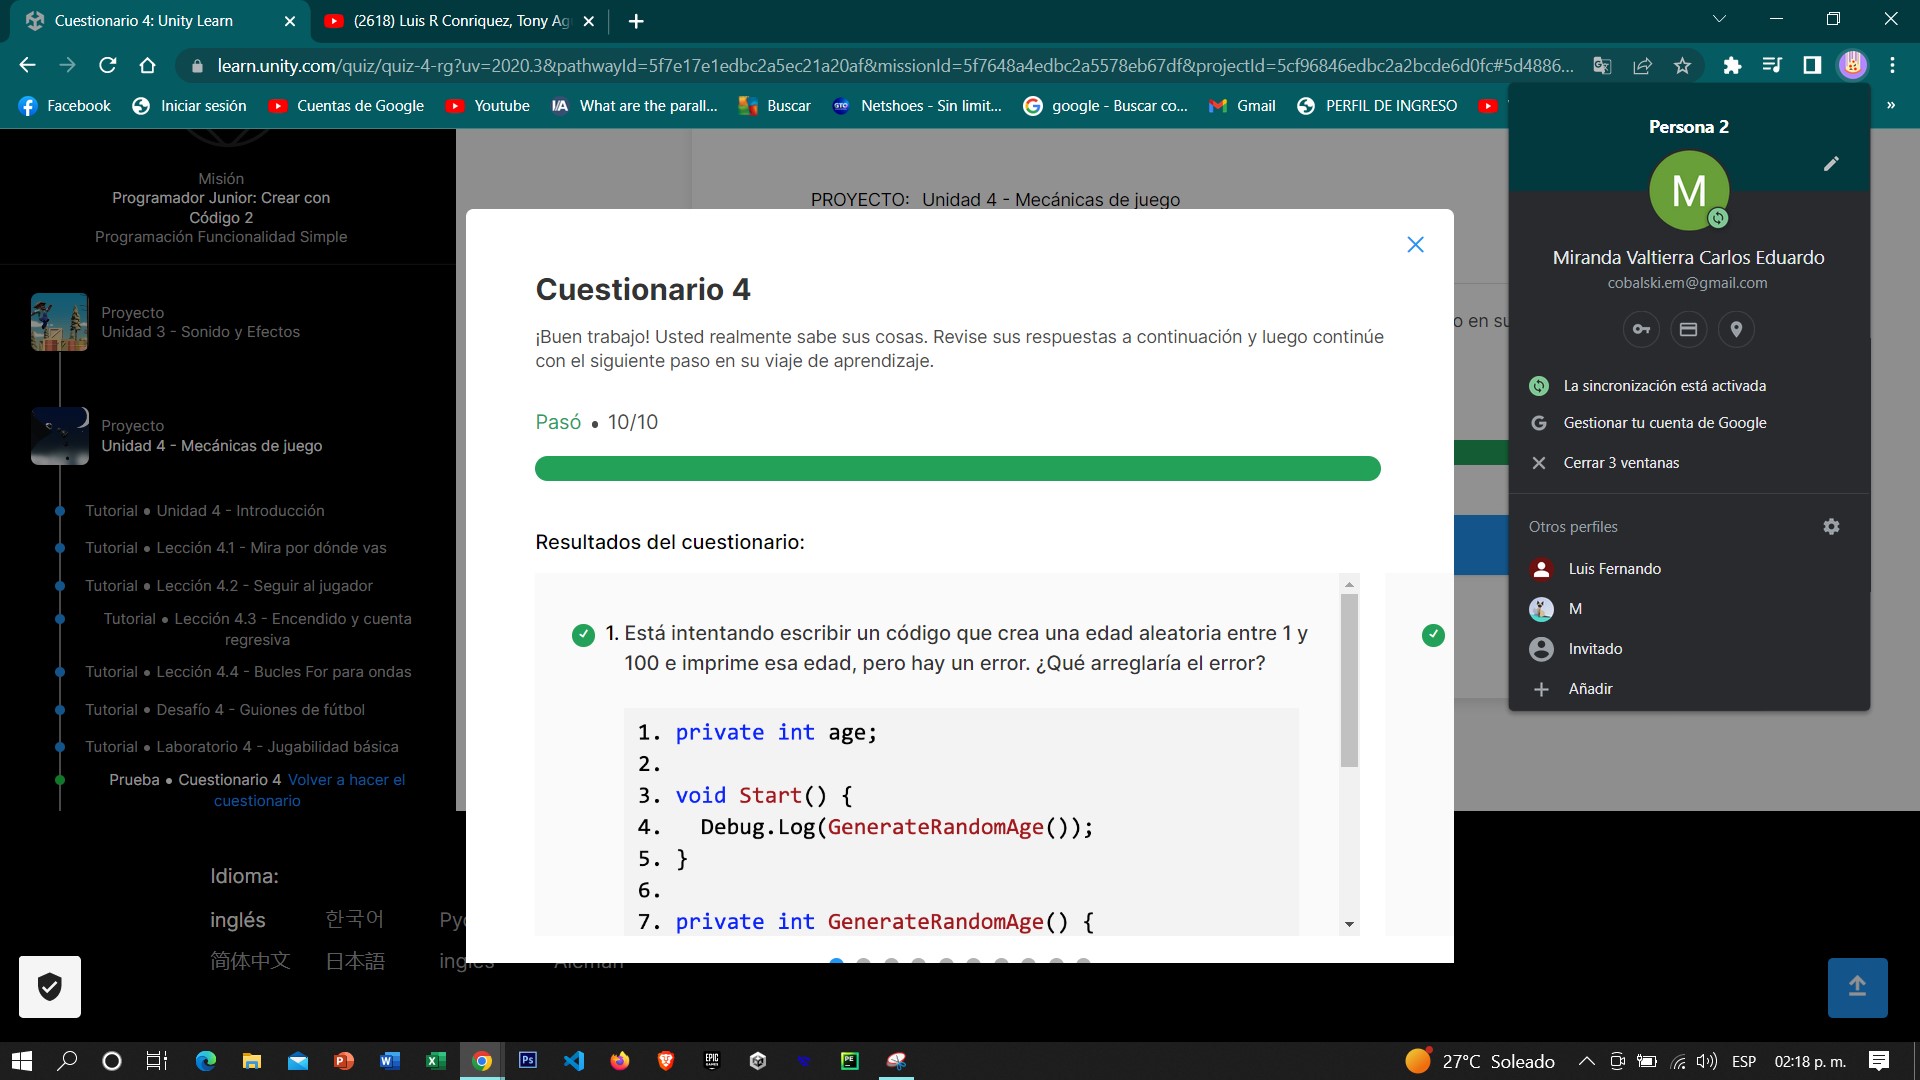 Cuestionario 4: Unity Learn
(2618) Luis R Conriquez, Tony Ag
learn.unity.com/quiz/quiz-4-rg?uv=2020.3&pathwayId=5f7e17e1edbc2a5ec21a20af&missionId=5f7648a4edbc2a5578eb67df&projectId=5cf96846edbc2a2bcde6d0fc#5d4886...
Facebook
Iniciar sesión
Cuentas de Google
Youtube
What are the parall...
Buscar
Netshoes - Sin limit...
google - Buscar co...
Gmail
PERFIL DE INGRESO
»
Misión
Programador Junior: Crear con
Código 2
Programación Funcionalidad Simple
Proyecto
Unidad 3 - Sonido y Efectos
Proyecto
Unidad 4 - Mecánicas de juego
Tutorial • Unidad 4 - Introducción
Tutorial • Lección 4.1 - Mira por dónde vas
Tutorial • Lección 4.2 - Seguir al jugador
Tutorial • Lección 4.3 - Encendido y cuenta
regresiva
Tutorial • Lección 4.4 - Bucles For para ondas
Tutorial • Desafío 4 - Guiones de fútbol
Tutorial • Laboratorio 4 - Jugabilidad básica
Prueba • Cuestionario 4 Volver a hacer el
cuestionario
PROYECTO: Unidad 4 - Mecánicas de juego
Cuestionario 4
¡Buen trabajo! Usted realmente sabe sus cosas. Revise sus respuestas a continuación y luego continúe
con el siguiente paso en su viaje de aprendizaje.
Pasó • 10/10
Resultados del cuestionario:
1. Está intentando escribir un código que crea una edad aleatoria entre 1 y
100 e imprime esa edad, pero hay un error. ¿Qué arreglaría el error?
1. private int age;
2.
3. void Start() {
4. Debug.Log(GenerateRandomAge());
5. }
6.
7. private int GenerateRandomAge() {
o en su
Persona 2
M
Miranda Valtierra Carlos Eduardo
cobalski.em@gmail.com
La sincronización está activada
Gestionar tu cuenta de Google
Cerrar 3 ventanas
Otros perfiles
Luis Fernando
M
Invitado
Añadir
Idioma:
inglés 한국어
简体中文 日本語 inglés Alemán
27°C Soleado
ESP
02:18 p. m.